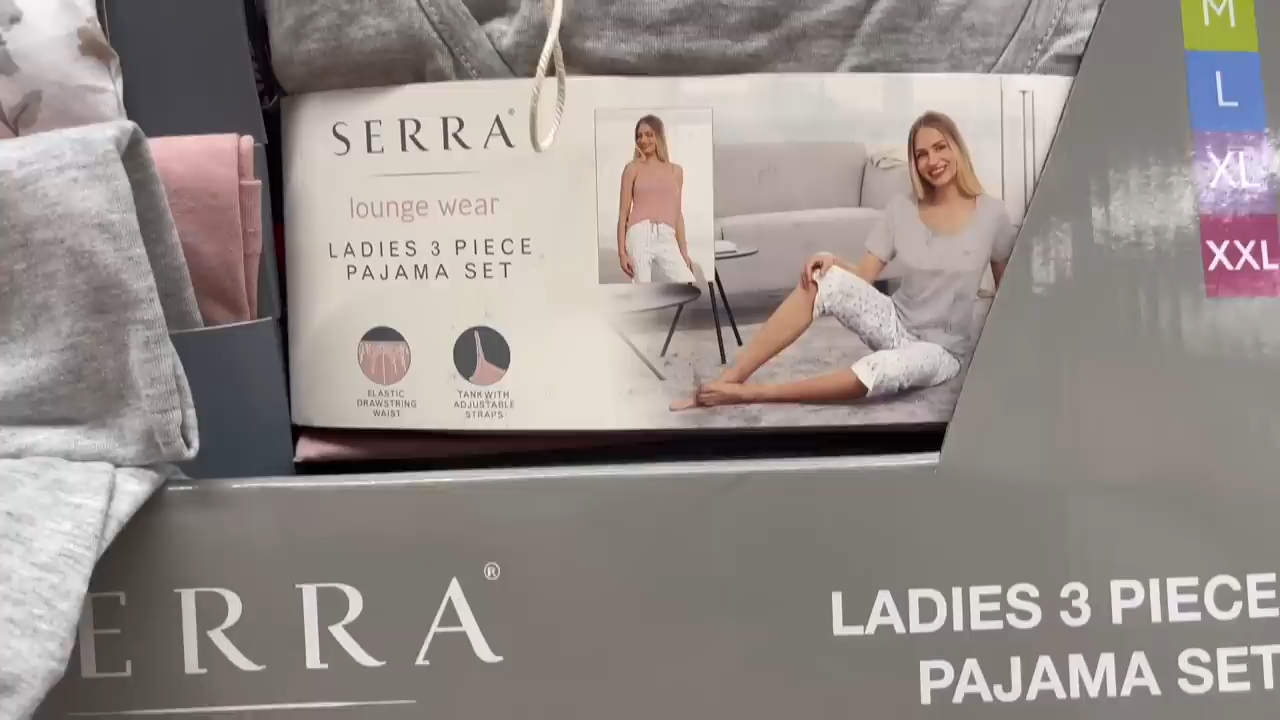 M
L
XL
XXL
SERRA®
lounge wear
LADIES 3 PIECE
PAJAMA SET
ELASTIC
DRAWSTRING
WAIST
TANK WITH
ADJUSTABLE
STRAPS
ERRA®
LADIES 3 PIECE
PAJAMA SET